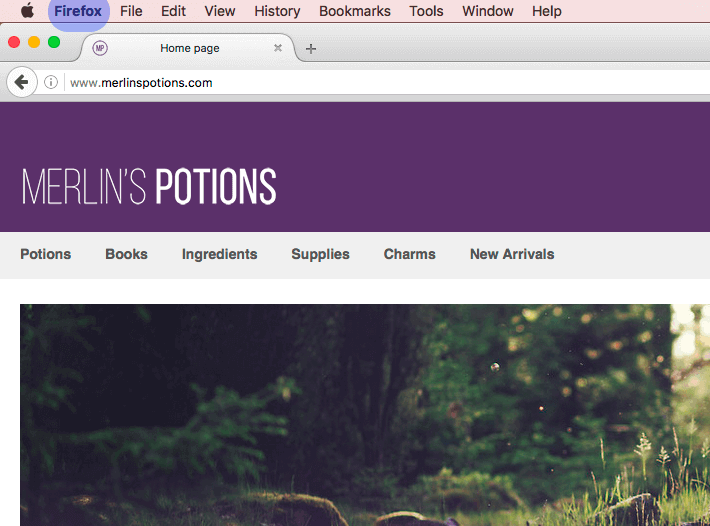 Firefox File Edit View History Bookmarks Tools Window Help
MP Home page
www.merlinspotions.com
MERLIN'S POTIONS
Potions Books Ingredients Supplies Charms New Arrivals